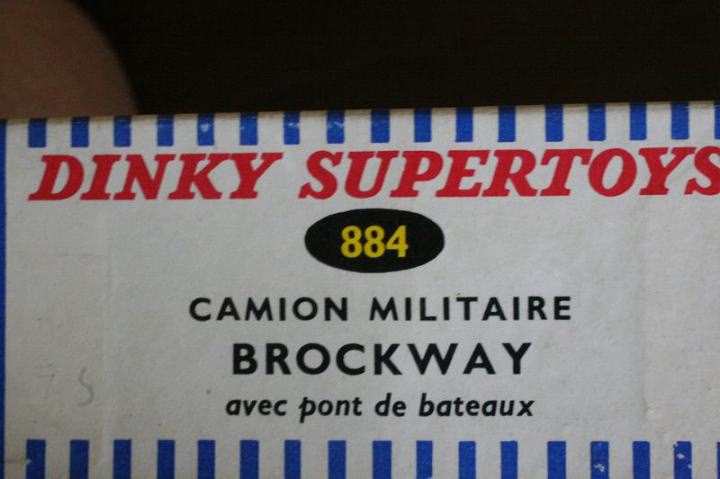 DINKY SUPERTOYS
884
CAMION MILITAIRE
BROCKWAY
avec pont de bateaux